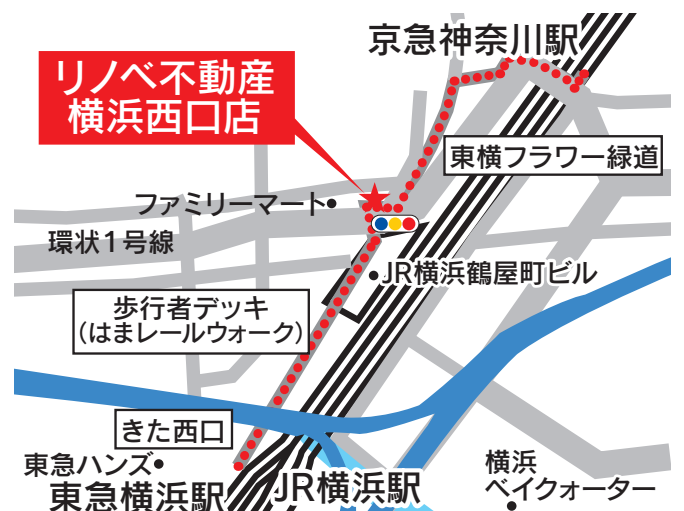 京急神奈川駅
リノベ不動産
横浜西口店
東横フラワー緑道
ファミリーマート
環状1号線
JR横浜鶴屋町ビル
歩行者デッキ
(はまレールウォーク)
きた西口
東急ハンズ
東急横浜駅
JR横浜駅
横浜
ベイクォーター